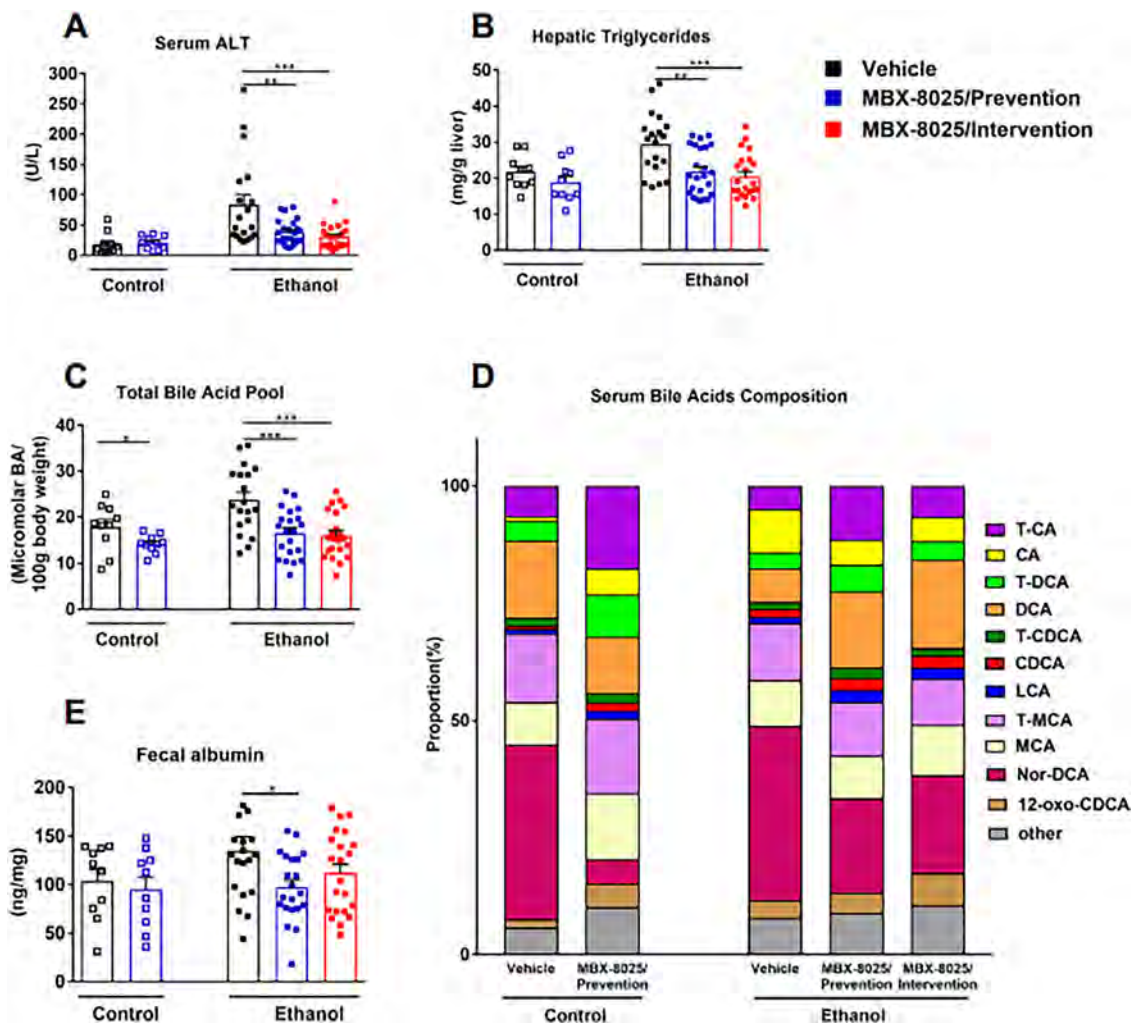 A
Serum ALT
300
250
200
150
100
50
0
(U/L)
***
**
Control
Ethanol
B
Hepatic Triglycerides
50
40
30
20
10
0
(mg/g liver)
***
**
Control
Ethanol
Vehicle
MBX-8025/Prevention
MBX-8025/Intervention
C
Total Bile Acid Pool
40
30
20
10
0
(Micromolar BA/
100g body weight)
*
***
***
Control
Ethanol
D
Serum Bile Acids Composition
100
50
0
Proportion(%)
Vehicle
MBX-8025/
Prevention
Vehicle
MBX-8025/
Prevention
MBX-8025/
Intervention
Control
Ethanol
T-CA
CA
T-DCA
DCA
T-CDCA
CDCA
LCA
T-MCA
MCA
Nor-DCA
12-oxo-CDCA
other
E
Fecal albumin
200
150
100
50
0
(ng/mg)
*
Control
Ethanol